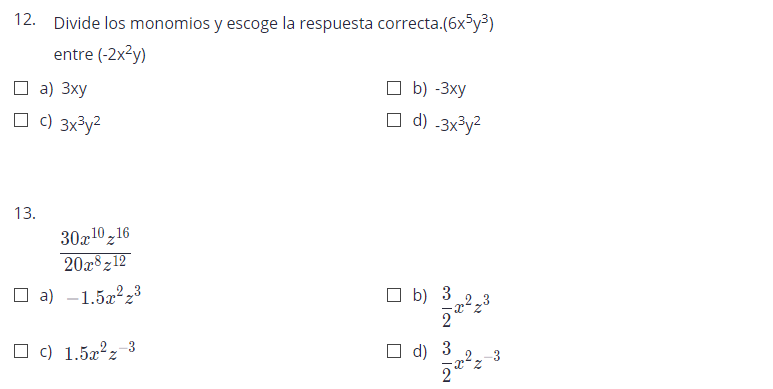 12. Divide los monomios y escoge la respuesta correcta.(6x⁵y³)
entre (-2x²y)
a) 3xy b) -3xy
c) 3x³y² d) -3x³y²
13.
30x¹⁰z¹⁶
20x⁸z¹²
a) −1.5x²z³ b) 3/2 x²z³
c) 1.5x²z⁻³ d) 3/2 x²z⁻³